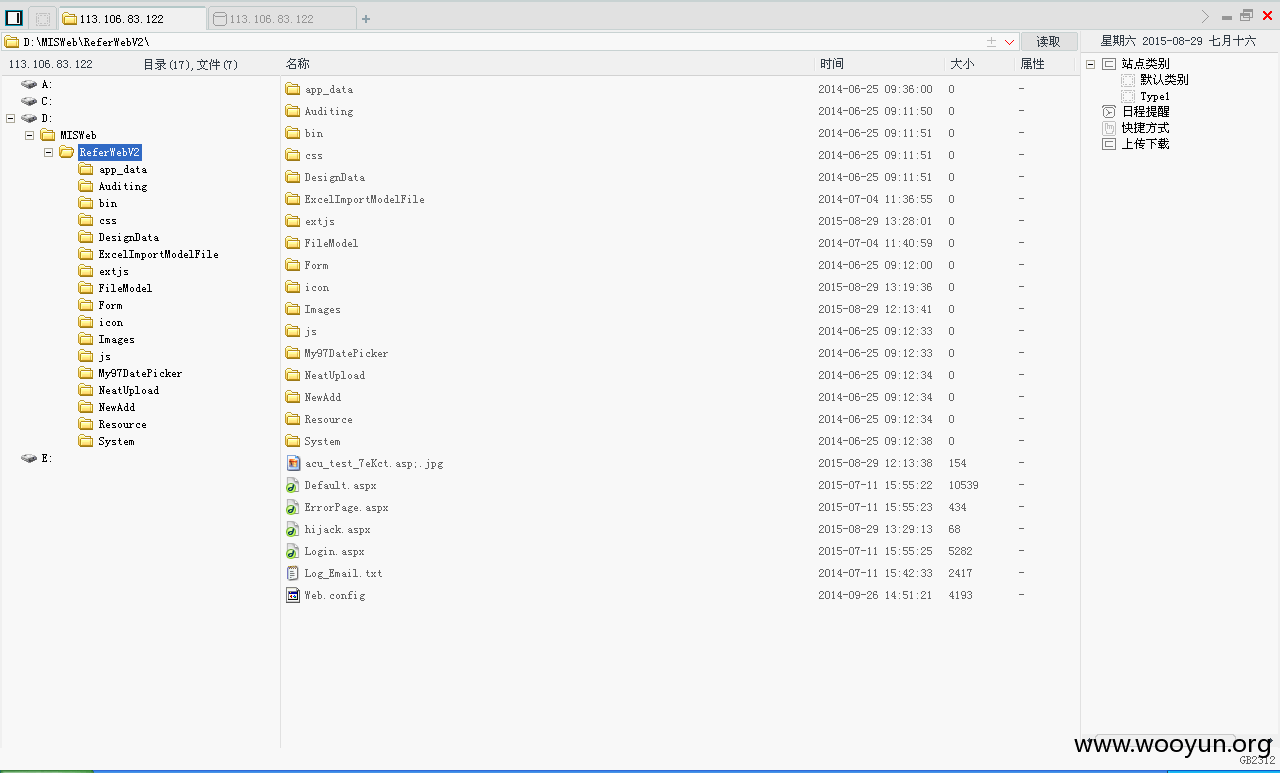 113.106.83.122
113.106.83.122
D:\MISWeb\ReferWebV2\
读取
星期六 2015-08-29 七月十六
113.106.83.122 目录(17),文件(7)
名称 时间 大小 属性
A:
C:
D:
MISWeb
ReferWebV2
app_data
Auditing
bin
css
DesignData
ExcelImportModelFile
extjs
FileModel
Form
icon
Images
js
My97DatePicker
NeatUpload
NewAdd
Resource
System
E:
app_data 2014-06-25 09:36:00 0 -
Auditing 2014-06-25 09:11:50 0 -
bin 2014-06-25 09:11:51 0 -
css 2014-06-25 09:11:51 0 -
DesignData 2014-06-25 09:11:51 0 -
ExcelImportModelFile 2014-07-04 11:36:55 0 -
extjs 2015-08-29 13:28:01 0 -
FileModel 2014-07-04 11:40:59 0 -
Form 2014-06-25 09:12:00 0 -
icon 2015-08-29 13:19:36 0 -
Images 2015-08-29 12:13:41 0 -
js 2014-06-25 09:12:33 0 -
My97DatePicker 2014-06-25 09:12:33 0 -
NeatUpload 2014-06-25 09:12:34 0 -
NewAdd 2014-06-25 09:12:34 0 -
Resource 2014-06-25 09:12:34 0 -
System 2014-06-25 09:12:38 0 -
acu_test_7eKct.asp;.jpg 2015-08-29 12:13:38 154 -
Default.aspx 2015-07-11 15:55:22 10539 -
ErrorPage.aspx 2015-07-11 15:55:23 434 -
hijack.aspx 2015-08-29 13:29:13 68 -
Login.aspx 2015-07-11 15:55:25 5282 -
Log_Email.txt 2014-07-11 15:42:33 2417 -
Web.config 2014-09-26 14:51:21 4193 -
站点类别
默认类别
Type1
日程提醒
快捷方式
上传下载
www.wooyun.org
GB2312